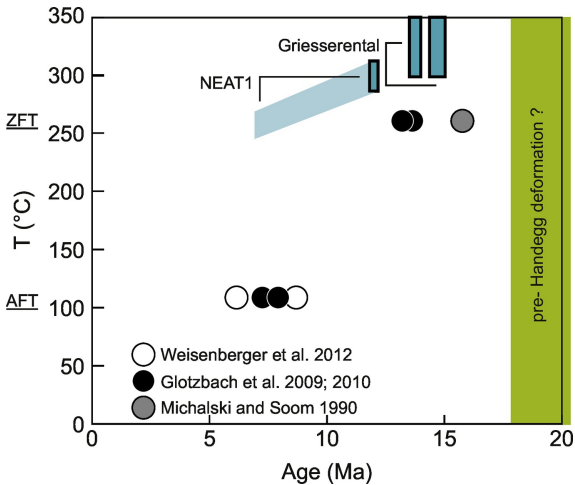 350
300
250
200
150
100
50
0
ZFT
AFT
T (°C)
Griesserental
NEAT1
pre- Handegg deformation ?
Weisenberger et al. 2012
Glotzbach et al. 2009; 2010
Michalski and Soom 1990
0 5 10 15 20
Age (Ma)